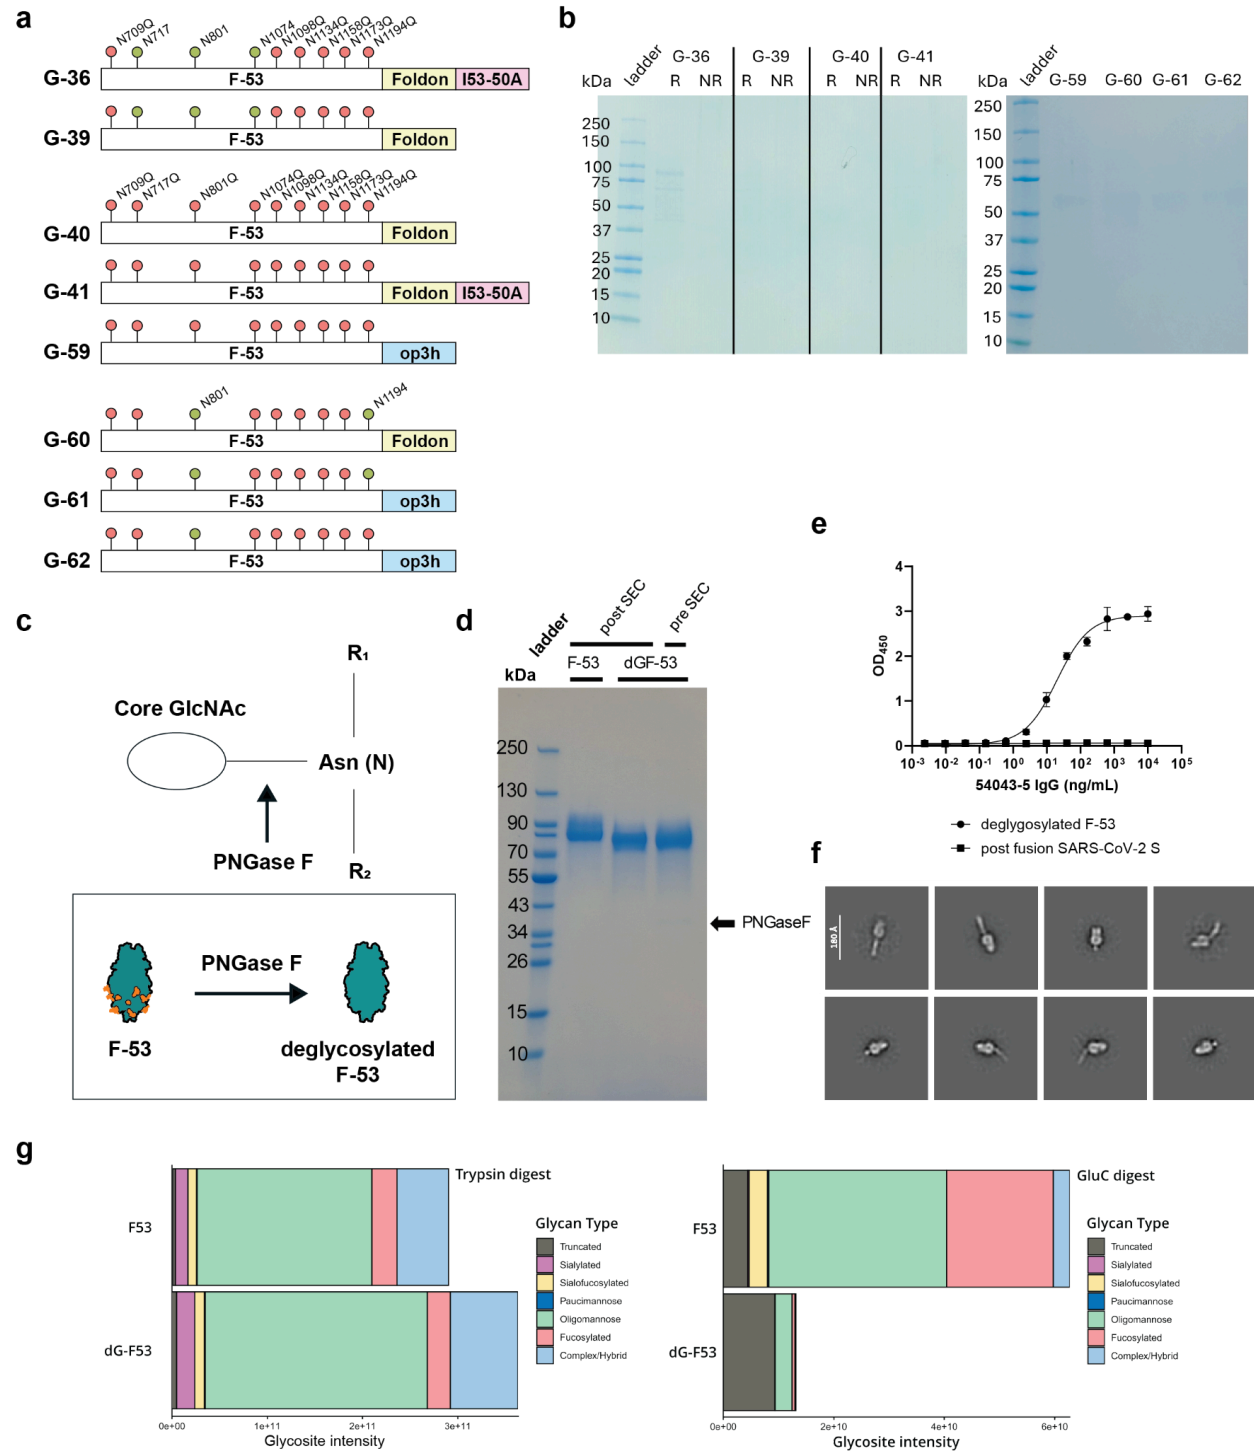 a
N709Q
N717
N801
N1074
N1098Q
N1134Q
N1158Q
N1173Q
N1194Q
G-36
F-53
Foldon
I53-50A
G-39
F-53
Foldon
N709Q
N717Q
N801Q
N1074Q
N1098Q
N1134Q
N1158Q
N1173Q
N1194Q
G-40
F-53
Foldon
G-41
F-53
Foldon
I53-50A
G-59
F-53
op3h
N801
N1194
G-60
F-53
Foldon
G-61
F-53
op3h
G-62
F-53
op3h
b
kDa
ladder
G-36
G-39
G-40
G-41
R NR R NR R NR R NR
250
150
100
75
50
37
25
20
15
10
kDa
ladder
G-59
G-60
G-61
G-62
250
150
100
75
50
37
25
20
15
10
c
R₁
Core GlcNAc
Asn (N)
PNGase F
R₂
PNGase F
F-53
deglycosylated
F-53
d
ladder
post SEC
pre SEC
kDa
F-53
dGF-53
250
130
90
70
55
43
34
26
15
10
PNGaseF
e
OD450
4
3
2
1
0
10-3 10-2 10-1 100 101 102 103 104 105
54043-5 IgG (ng/mL)
deglygosylated F-53
post fusion SARS-CoV-2 S
f
180 Å
g
Trypsin digest
F53
dG-F53
0e+00 1e+11 2e+11 3e+11
Glycosite intensity
Glycan Type
Truncated
Sialylated
Sialofucosylated
Paucimannose
Oligomannose
Fucosylated
Complex/Hybrid
GluC digest
F53
dG-F53
0e+00 2e+10 4e+10 6e+10
Glycosite intensity
Glycan Type
Truncated
Sialylated
Sialofucosylated
Paucimannose
Oligomannose
Fucosylated
Complex/Hybrid